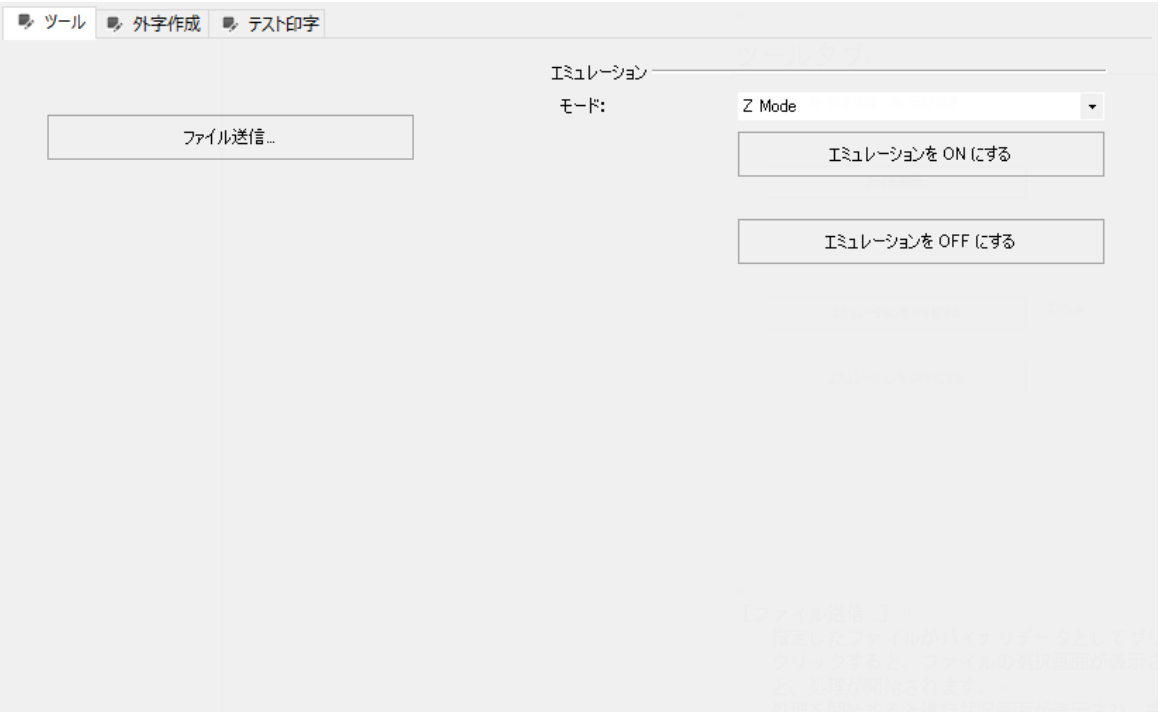 ツール 外字作成 テスト印字
エミュレーション
モード: Z Mode
ファイル送信...
エミュレーションを ON にする
エミュレーションを OFF にする